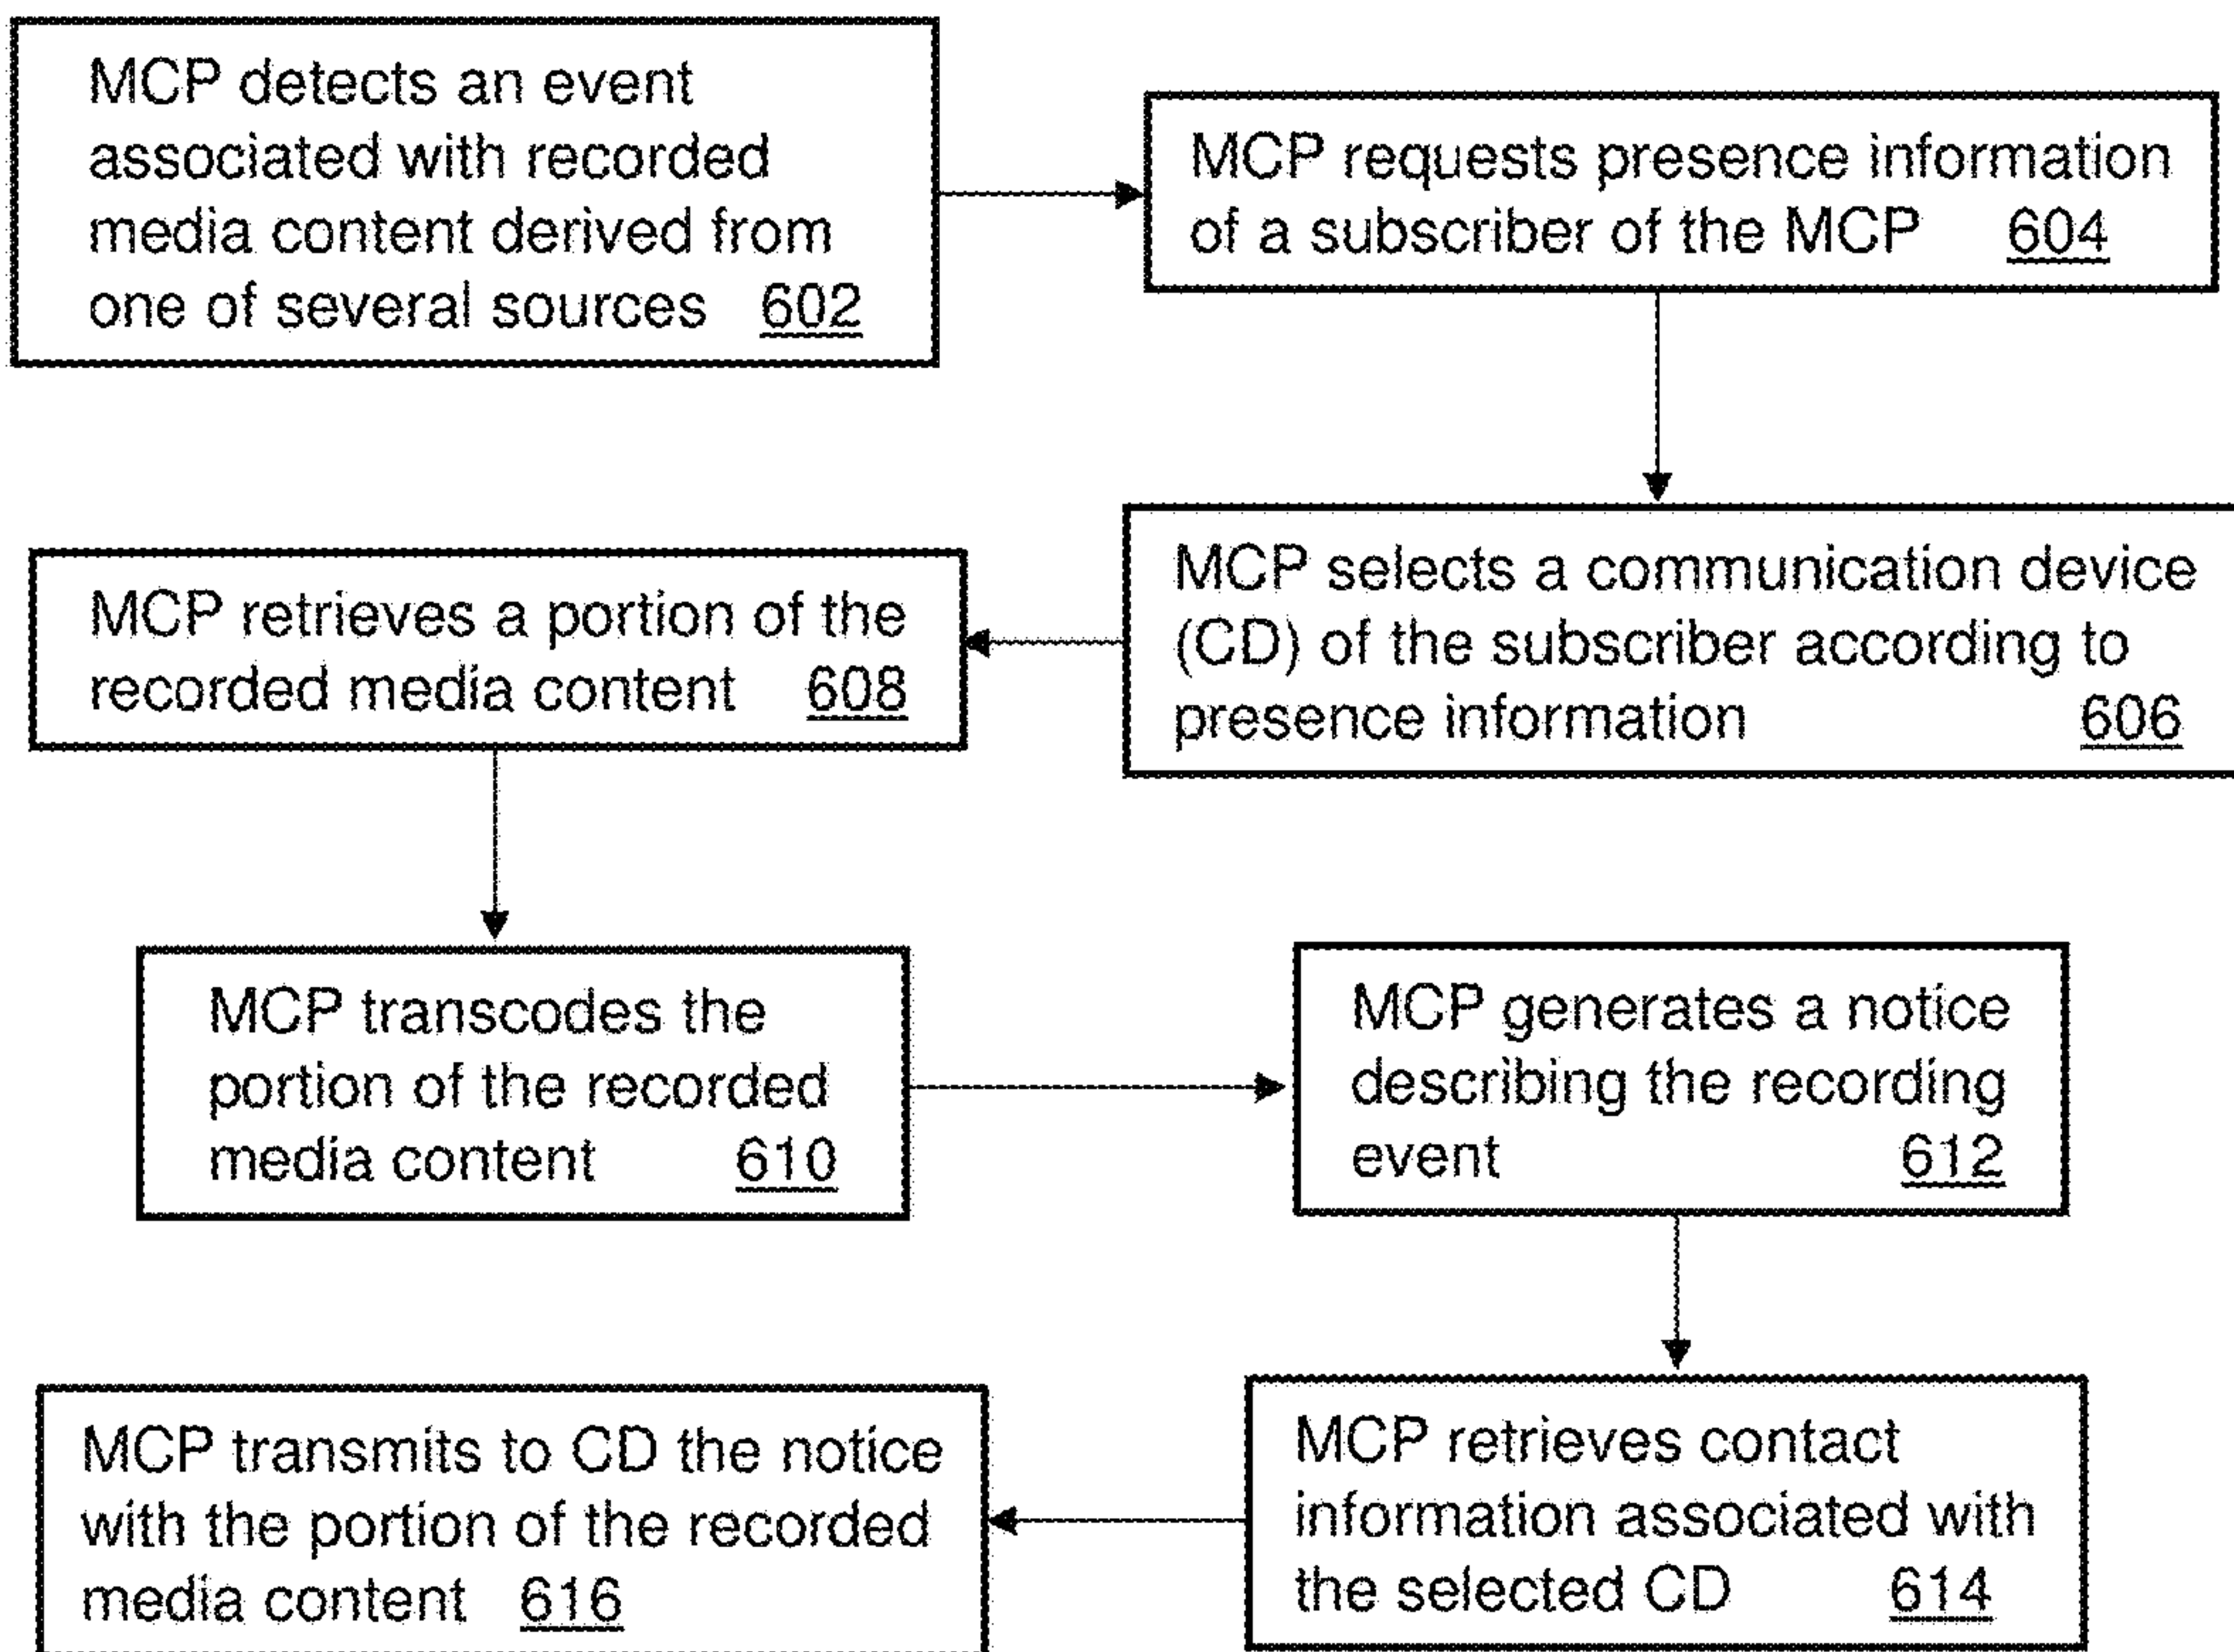 MCP detects an event
associated with recorded
media content derived from
one of several sources 602
MCP requests presence information
of a subscriber of the MCP 604
MCP selects a communication device
(CD) of the subscriber according to
presence information 606
MCP retrieves a portion of the
recorded media content 608
MCP transcodes the
portion of the recorded
media content 610
MCP generates a notice
describing the recording
event 612
MCP retrieves contact
information associated with
the selected CD 614
MCP transmits to CD the notice
with the portion of the recorded
media content 616